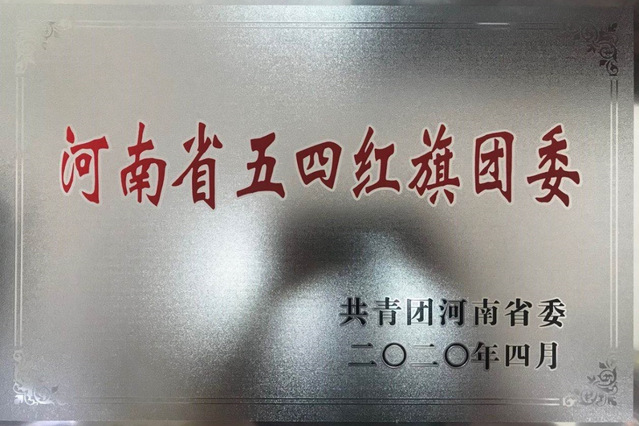 河南省五四红旗团委
共青团河南省委
二〇二〇年四月